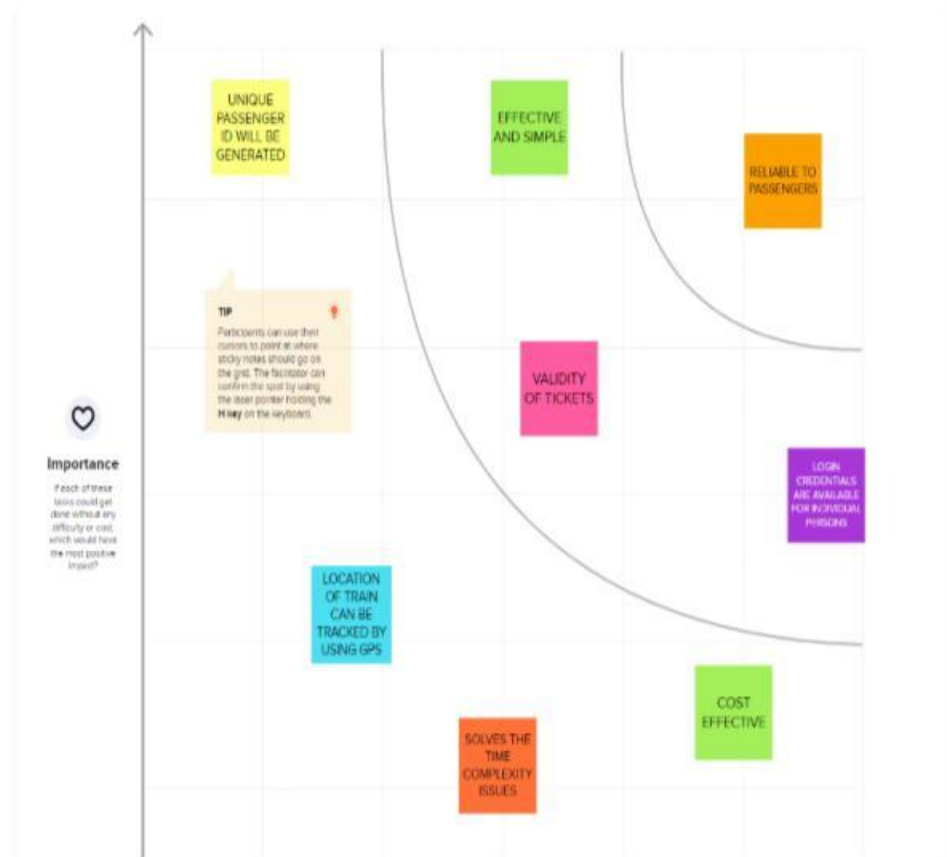 UNIQUE
PASSENGER
ID WILL BE
GENERATED
EFFECTIVE
AND SIMPLE
RELIABLE TO
PASSENGERS
TIP
Participants can use their
cursors to point at where
sticky notes should go on
the grid. The facilitator can
confirm the spot by using
the laser pointer holding the
H key on the keyboard.
VALIDITY
OF TICKETS
Importance
If each of these
tasks could get
done without any
difficulty or cost,
which would have
the most positive
impact?
LOGIN
CREDENTIALS
ARE AVAILABLE
FOR INDIVIDUAL
PERSONS
LOCATION
OF TRAIN
CAN BE
TRACKED BY
USING GPS
COST
EFFECTIVE
SOLVES THE
TIME
COMPLEXITY
ISSUES